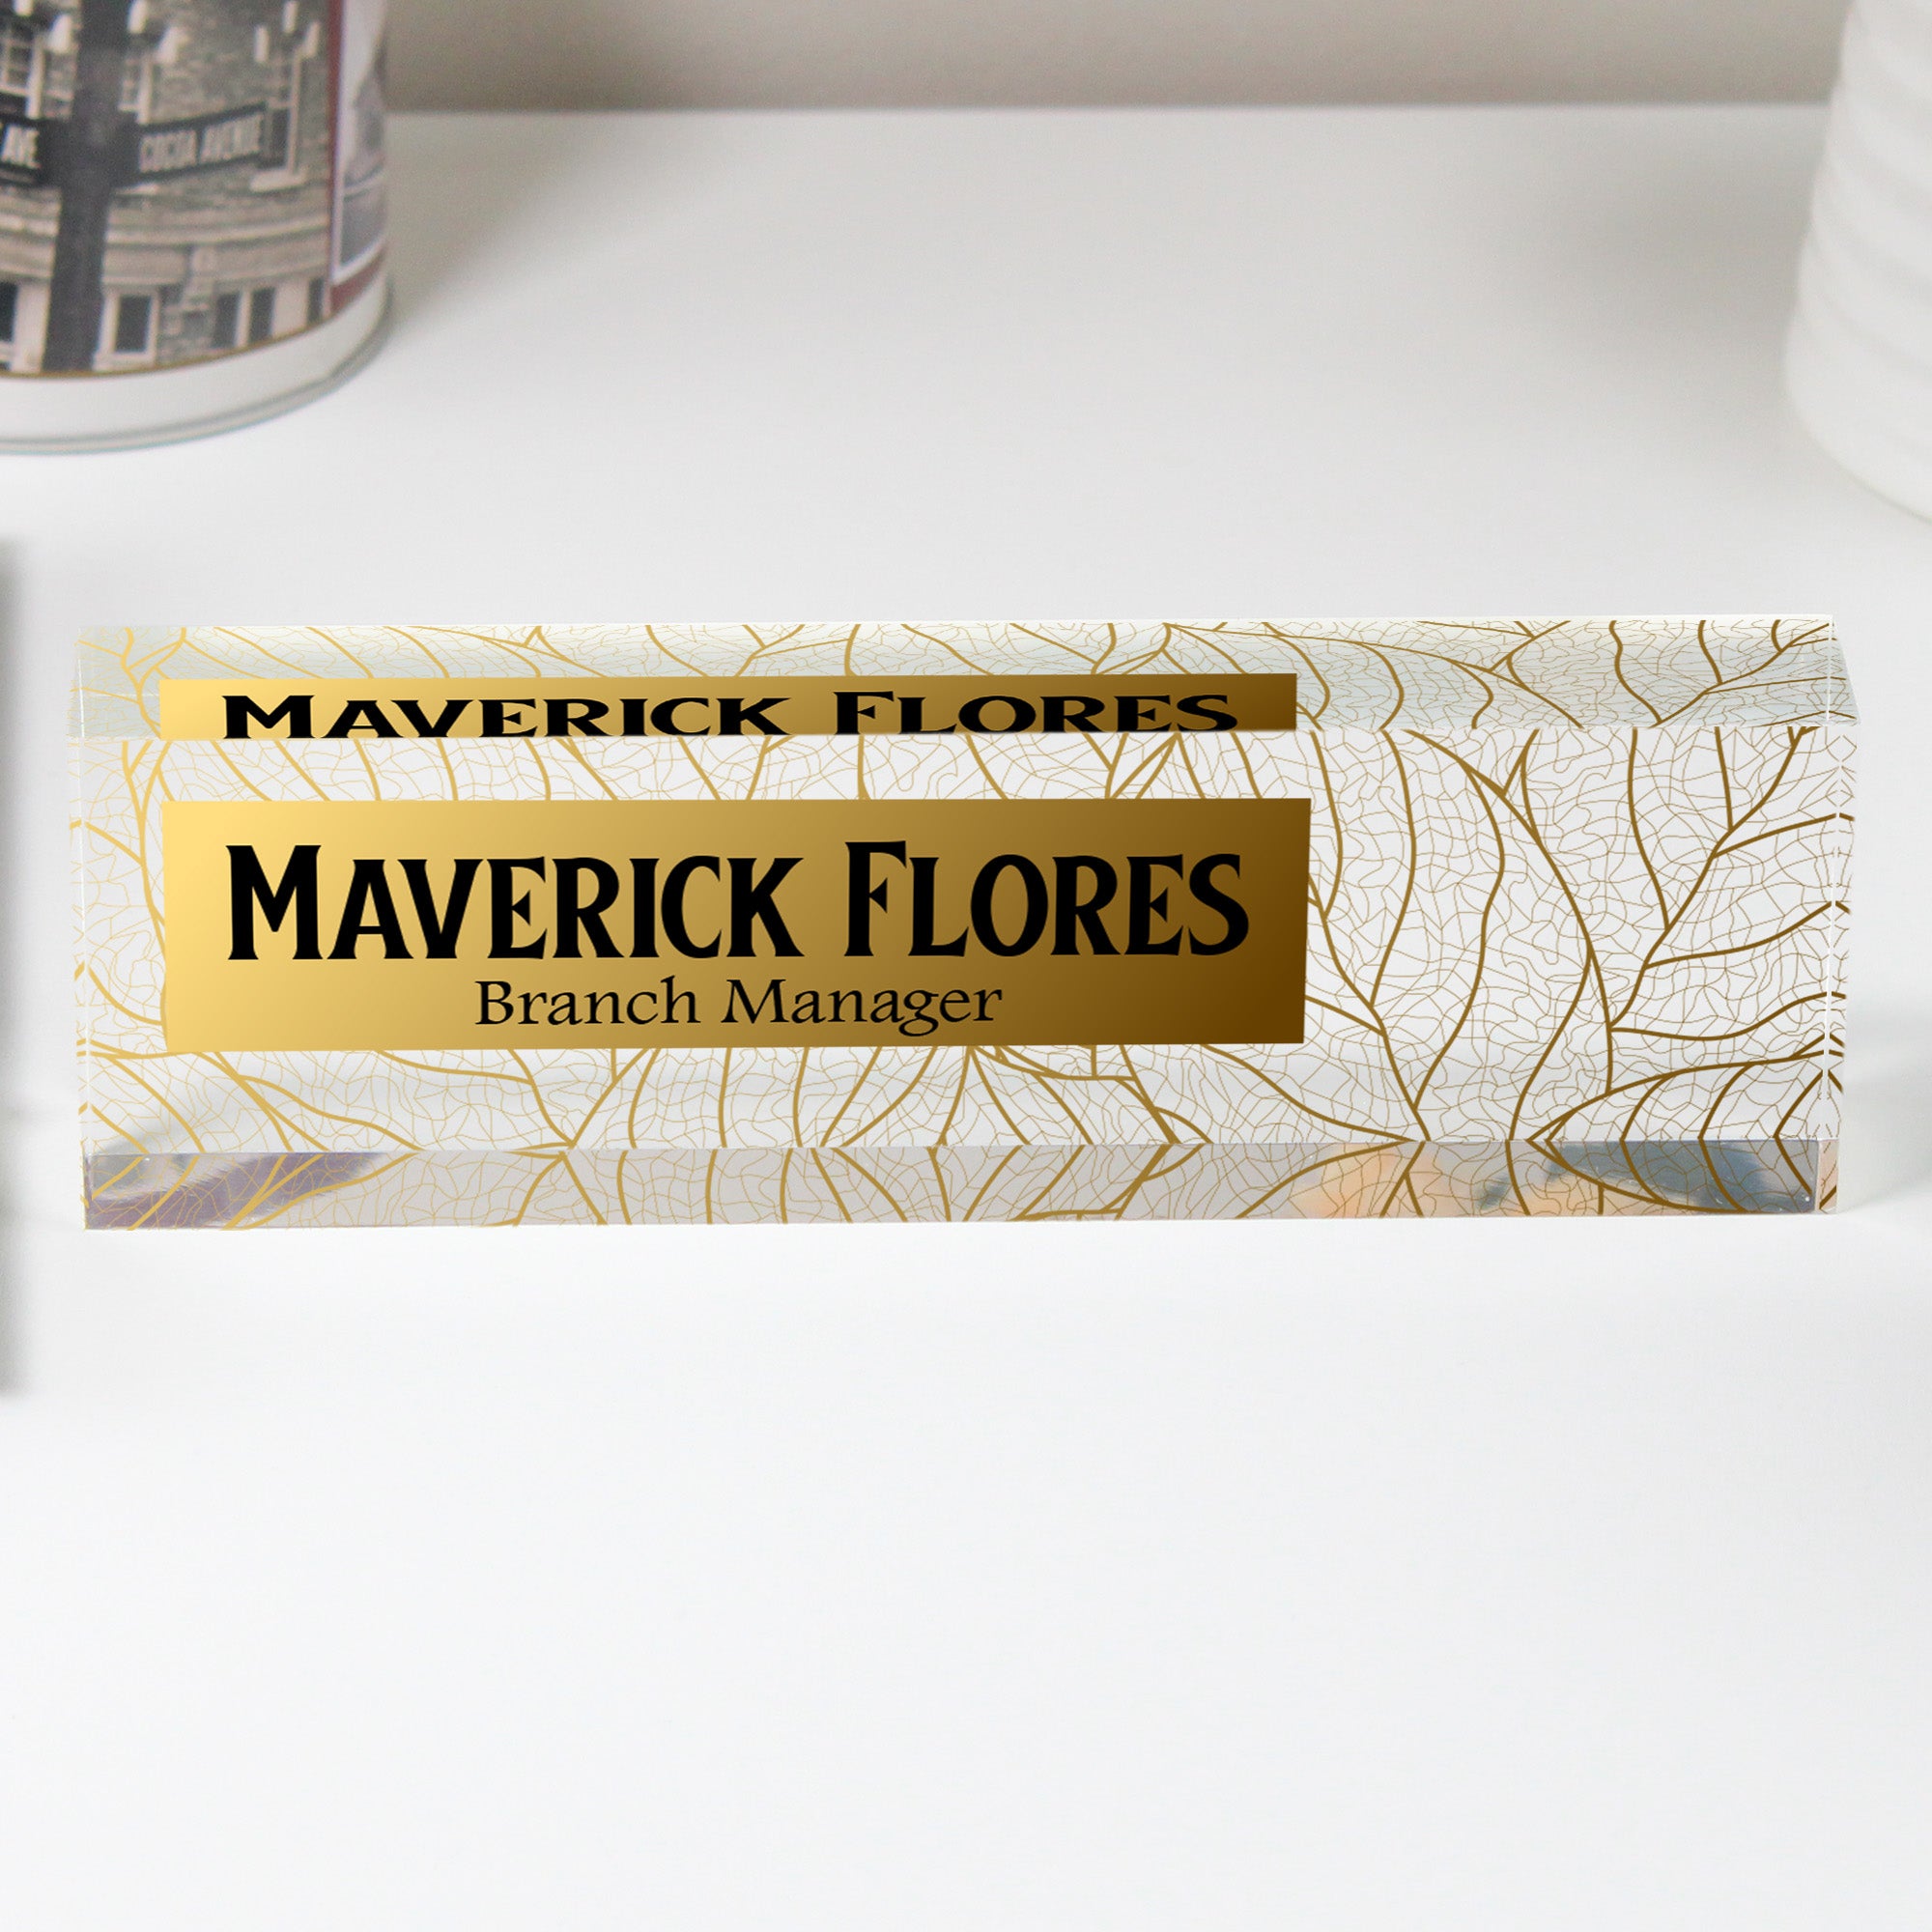 AVE.
COCOA AVENUE
MAVERICK FLORES
MAVERICK FLORES
Branch Manager